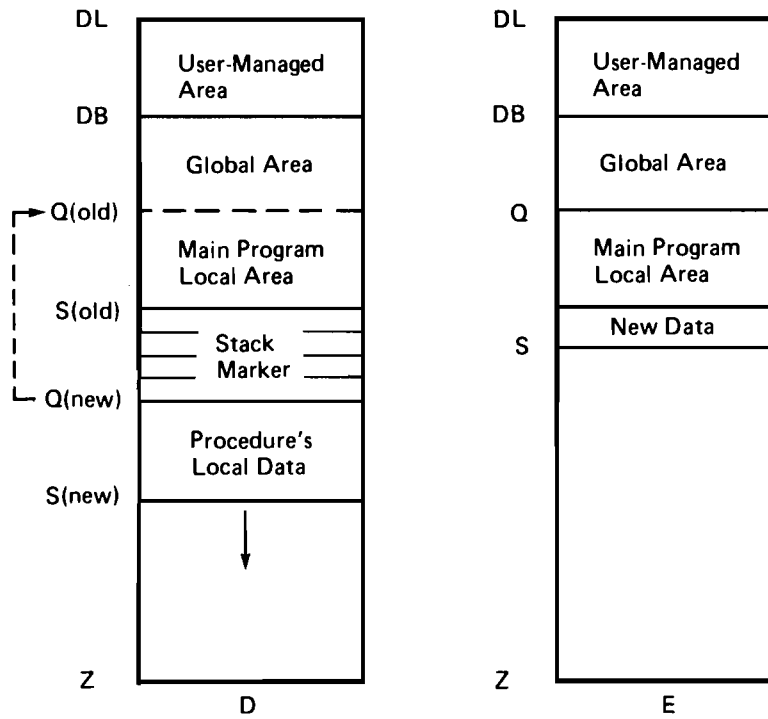 DL
User-Managed
Area
DB
Global Area
Q(old)
Main Program
Local Area
S(old)
Stack
Marker
Q(new)
Procedure's
Local Data
S(new)
Z
D
DL
User-Managed
Area
DB
Global Area
Q
Main Program
Local Area
New Data
S
Z
E